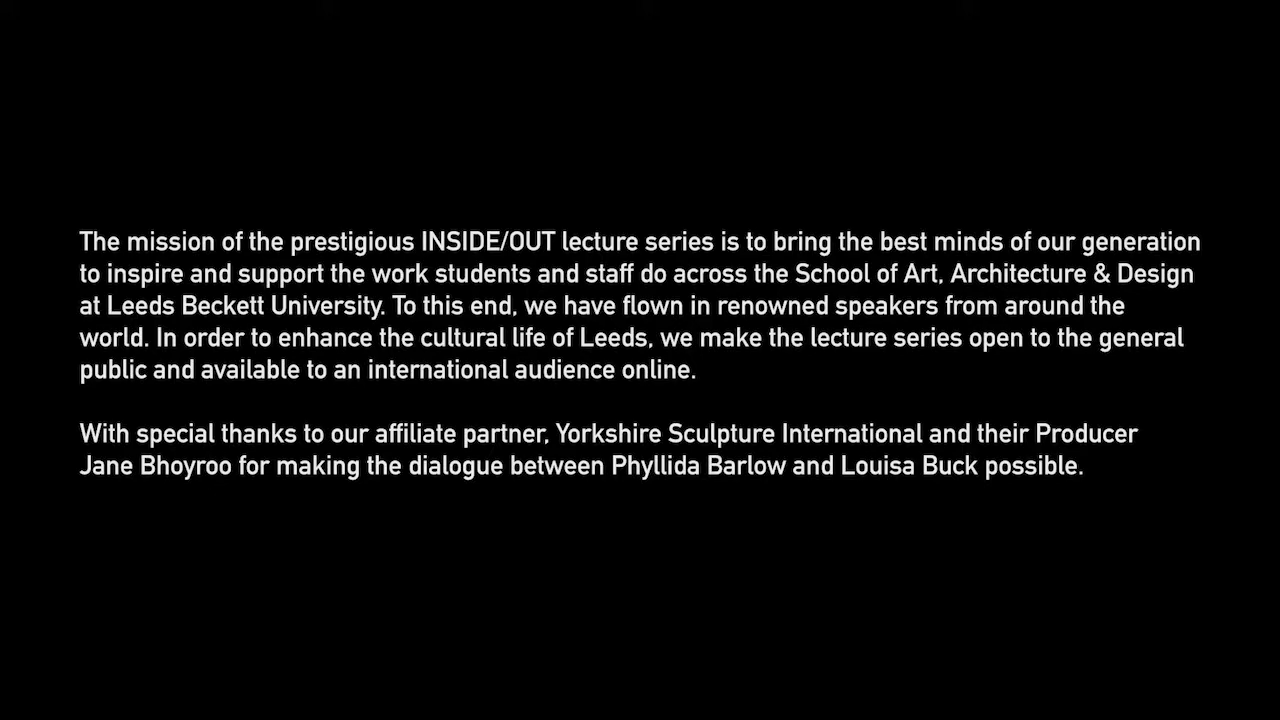 The mission of the prestigious INSIDE/OUT lecture series is to bring the best minds of our generation
to inspire and support the work students and staff do across the School of Art, Architecture & Design
at Leeds Beckett University. To this end, we have flown in renowned speakers from around the
world. In order to enhance the cultural life of Leeds, we make the lecture series open to the general
public and available to an international audience online.
With special thanks to our affiliate partner, Yorkshire Sculpture International and their Producer
Jane Bhoyroo for making the dialogue between Phyllida Barlow and Louisa Buck possible.